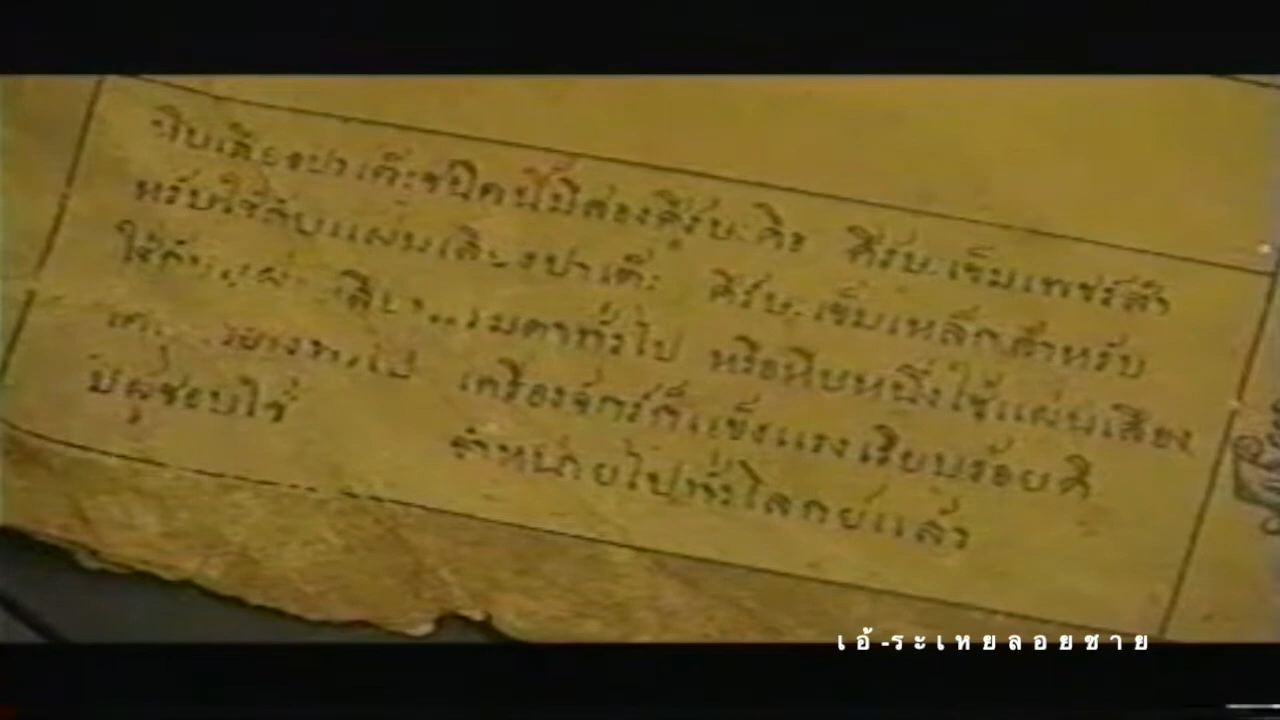 หีบเสียงปาเต๊ะชนิดนี้มีสองศีร์ษะคือ ศีร์ษะเข็มเพชร์สำ
หรับใช้กับแผ่นเสียงปาเต๊ะ ศีร์ษะเข็มเหล็กสำหรับ
ใช้กับแผ่นเสียงธรรมดาทั่วไป หรือหีบหนึ่งใช้แผ่นเสียง
เครื่องจักร์ก็แข็งแรงเรียบร้อยดี
มีผู้ชอบใช้ จำหน่ายไปทั่วโลกย์แล้ว
เอ้-ระเหยลอยชาย